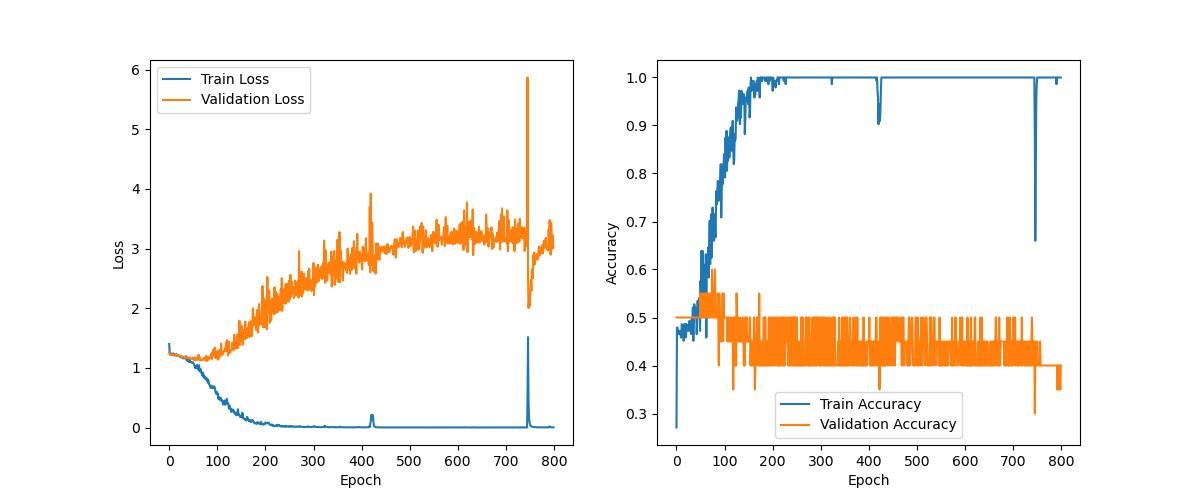 6
5
4
3
2
1
0
Loss
Train Loss
Validation Loss
0 100 200 300 400 500 600 700 800
Epoch
1.0
0.9
0.8
0.7
0.6
0.5
0.4
0.3
Accuracy
Train Accuracy
Validation Accuracy
0 100 200 300 400 500 600 700 800
Epoch